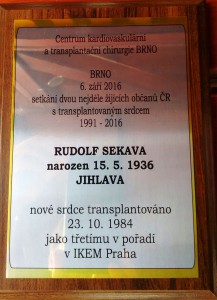 Centrum kardiovaskulární
a transplantační chirurgie BRNO
BRNO
6. září 2016
setkání dvou nejdéle žijících občanů ČR
s transplantovaným srdcem
1991 - 2016
RUDOLF SEKAVA
narozen 15. 5. 1936
JIHLAVA
nové srdce transplantováno
23. 10. 1984
jako třetímu v pořadí
v IKEM Praha